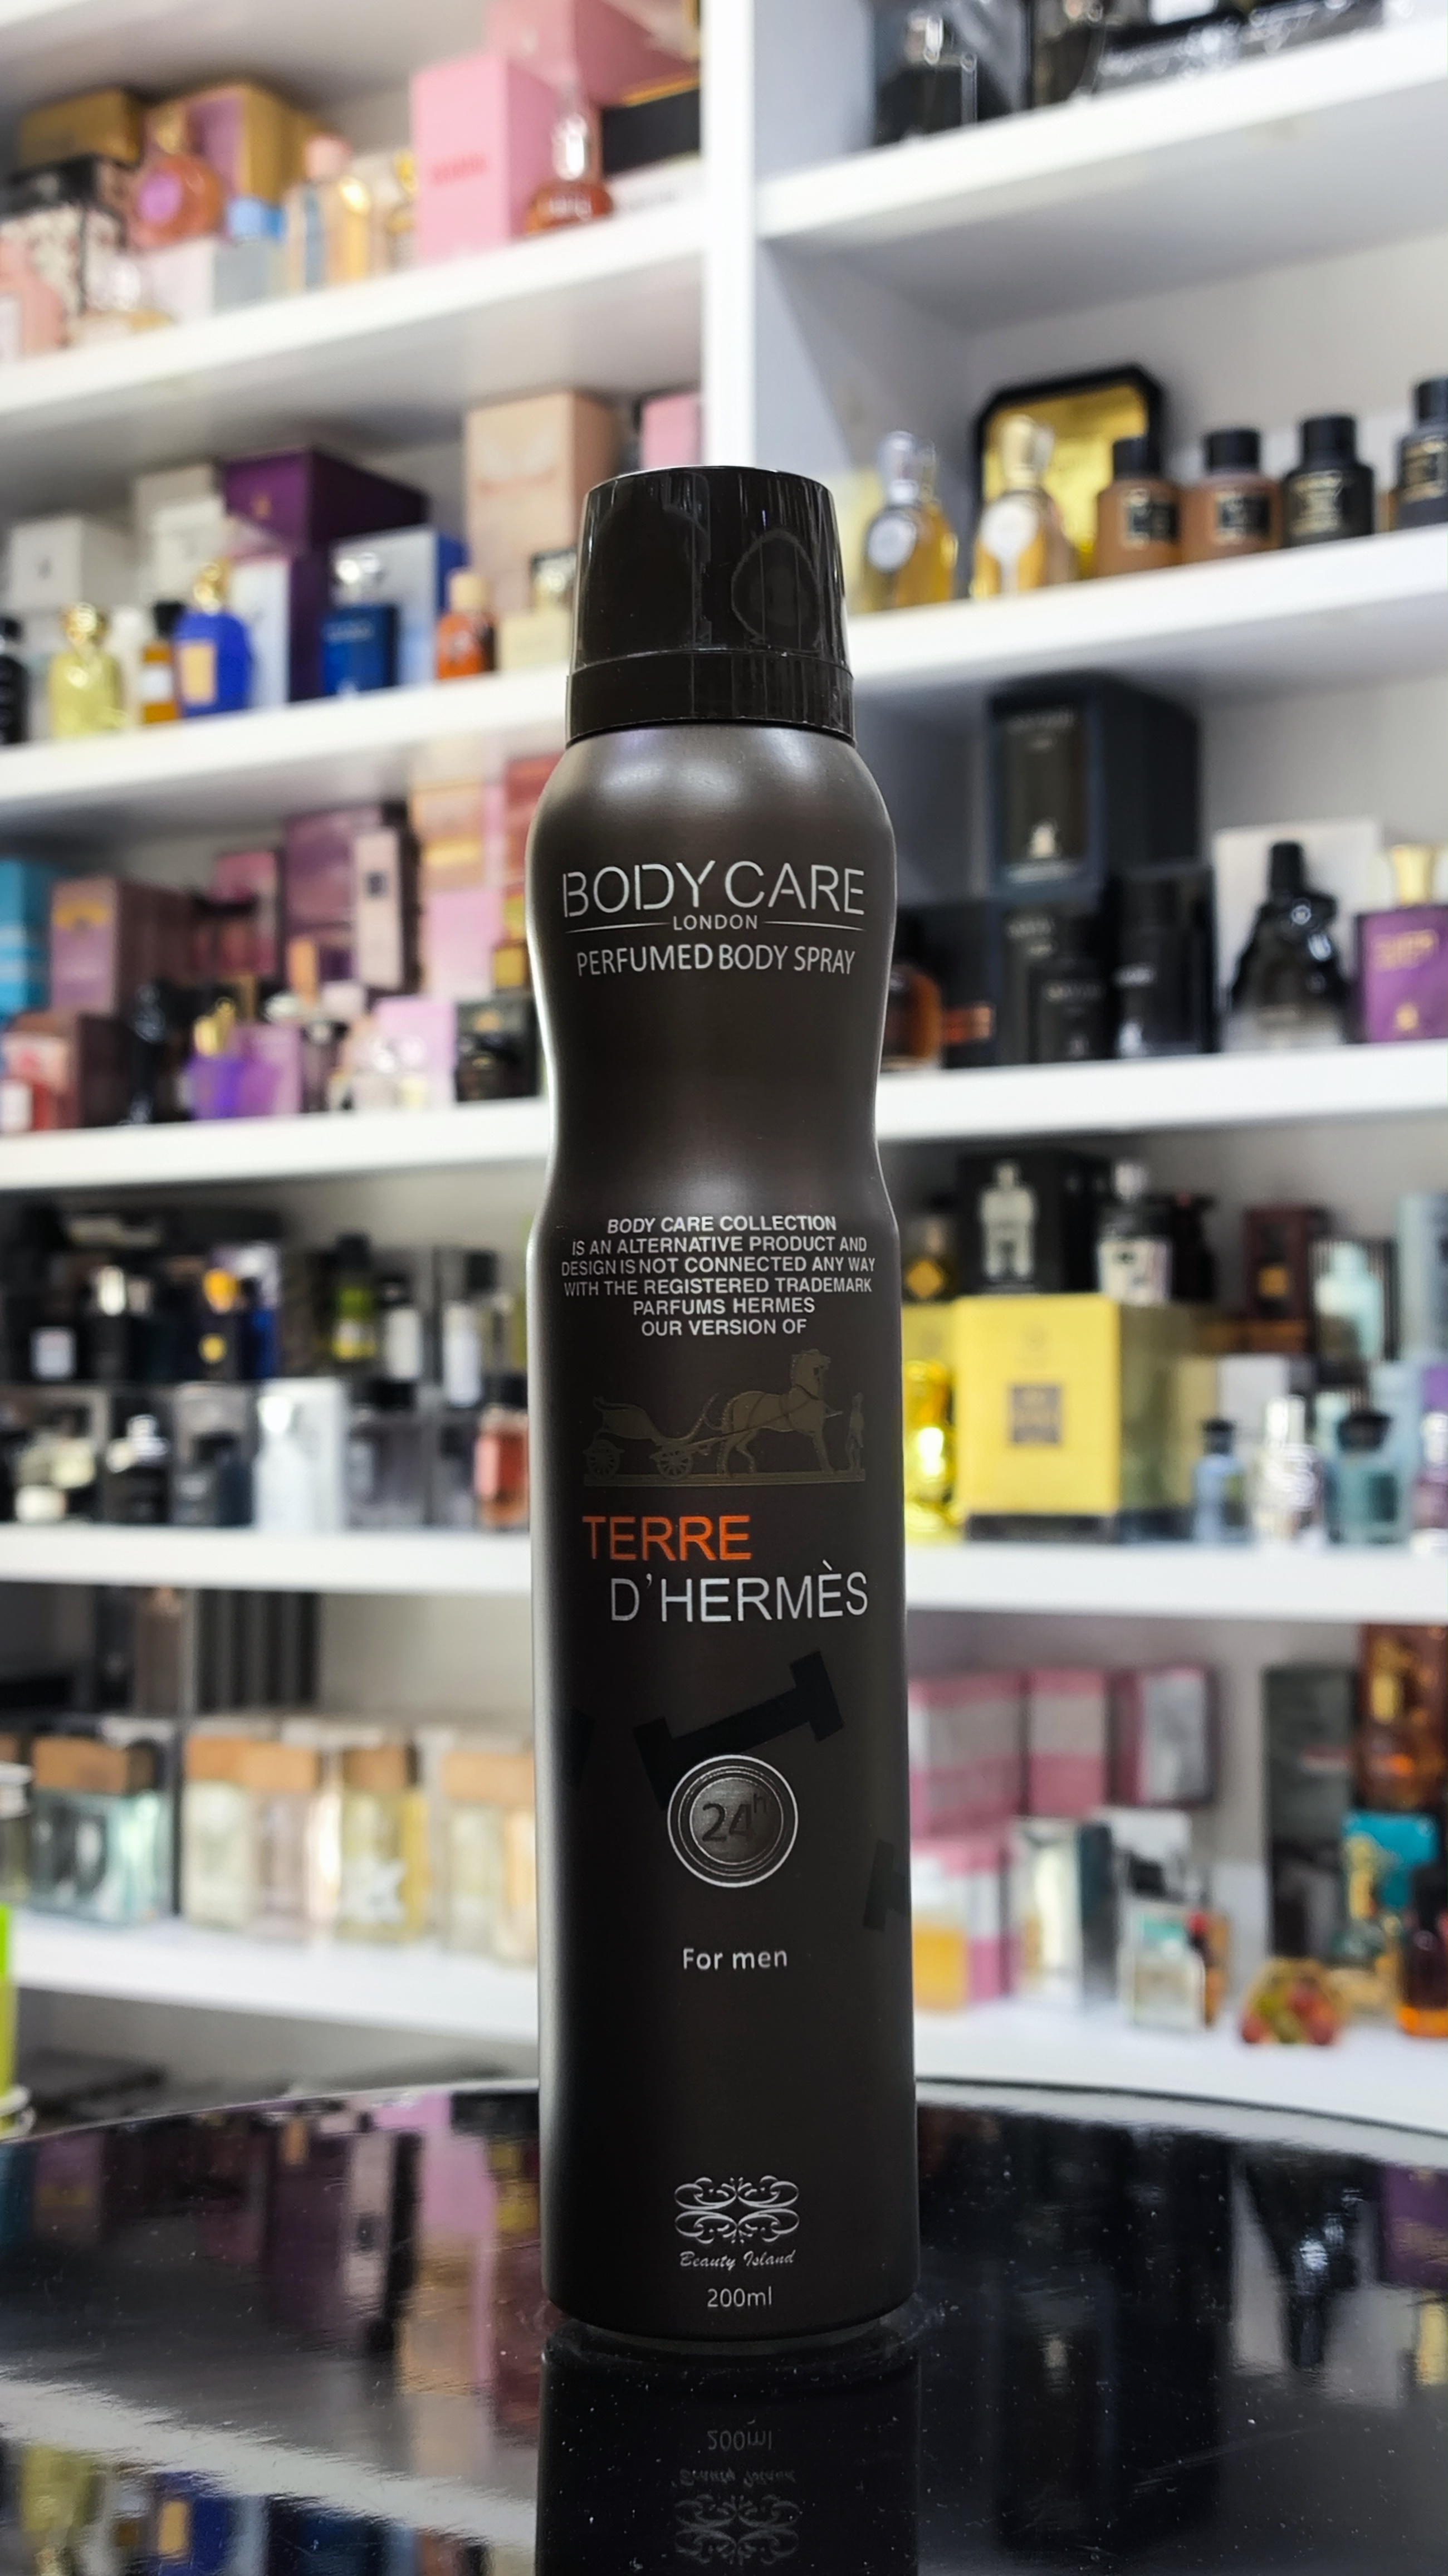 BODY CARE
LONDON
PERFUMED BODY SPRAY
BODY CARE COLLECTION
IS AN ALTERNATIVE PRODUCT AND
DESIGN IS NOT CONNECTED ANY WAY
WITH THE REGISTERED TRADEMARK
PARFUMS HERMES
OUR VERSION OF
TERRE
D'HERMÈS
24h
For men
Beauty Island
200ml